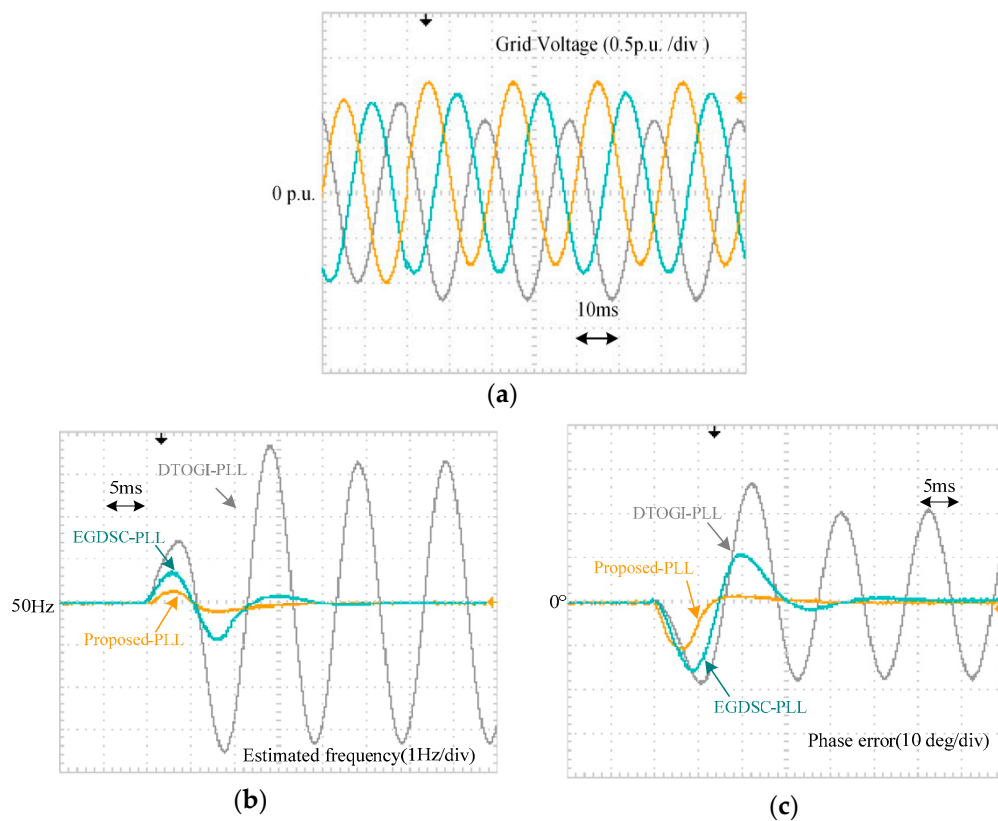 Grid Voltage (0.5p.u. /div )
0 p.u.
10ms
(a)
DTOGI-PLL
5ms
EGDSC-PLL
50Hz
Proposed-PLL
Estimated frequency(1Hz/div)
(b)
5ms
DTOGI-PLL
Proposed-PLL
0°
EGDSC-PLL
Phase error(10 deg/div)
(c)